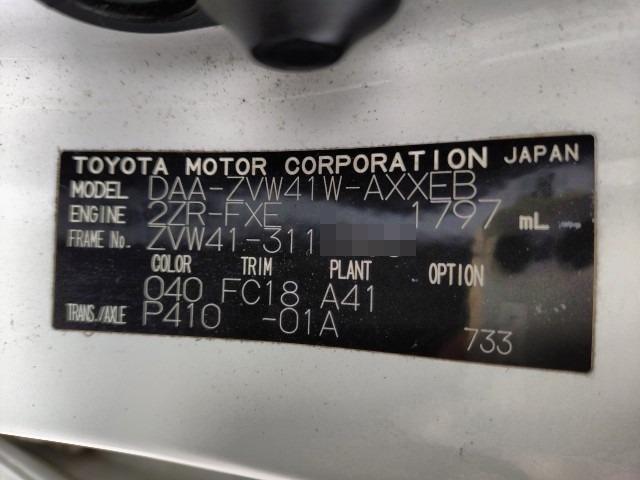 TOYOTA MOTOR CORPORATION JAPAN
MODEL DAA-ZVW41W-AXXEB
ENGINE 2ZR-FXE 1797 mL
FRAME No. ZVW41-311
COLOR TRIM PLANT OPTION
040 FC18 A41
TRANS./AXLE P410 -01A
733